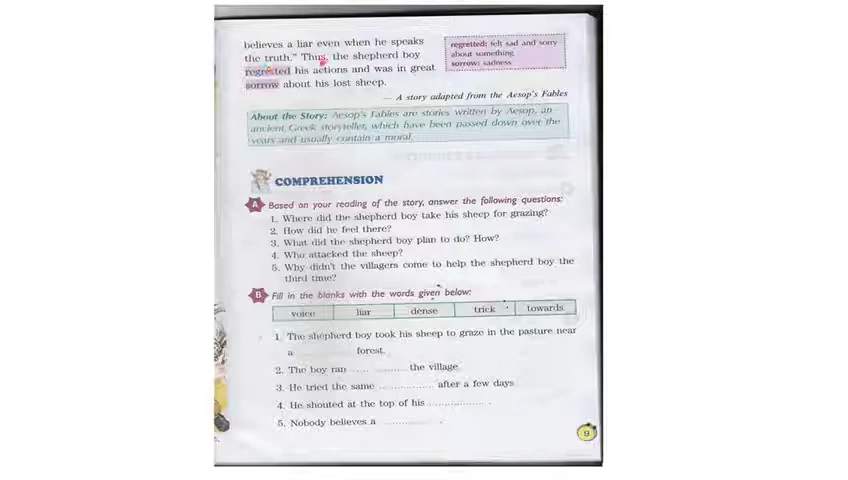 believes a liar even when he speaks
the truth." Thus, the shepherd boy
regretted his actions and was in great
sorrow about his lost sheep.
regretted: felt sad and sorry
about something
sorrow: sadness
— A story adapted from the Aesop's Fables
About the Story: Aesop's Fables are stories written by Aesop, an
ancient Greek storyteller, which have been passed down over the
years and usually contain a moral.
COMPREHENSION
A Based on your reading of the story, answer the following questions:
1. Where did the shepherd boy take his sheep for grazing?
2. How did he feel there?
3. What did the shepherd boy plan to do? How?
4. Who attacked the sheep?
5. Why didn't the villagers come to help the shepherd boy the
third time?
B Fill in the blanks with the words given below:
voice liar dense trick towards
1. The shepherd boy took his sheep to graze in the pasture near
a forest.
2. The boy ran ................ the village.
3. He tried the same ................ after a few days.
4. He shouted at the top of his ................ .
5. Nobody believes a ................ .
9